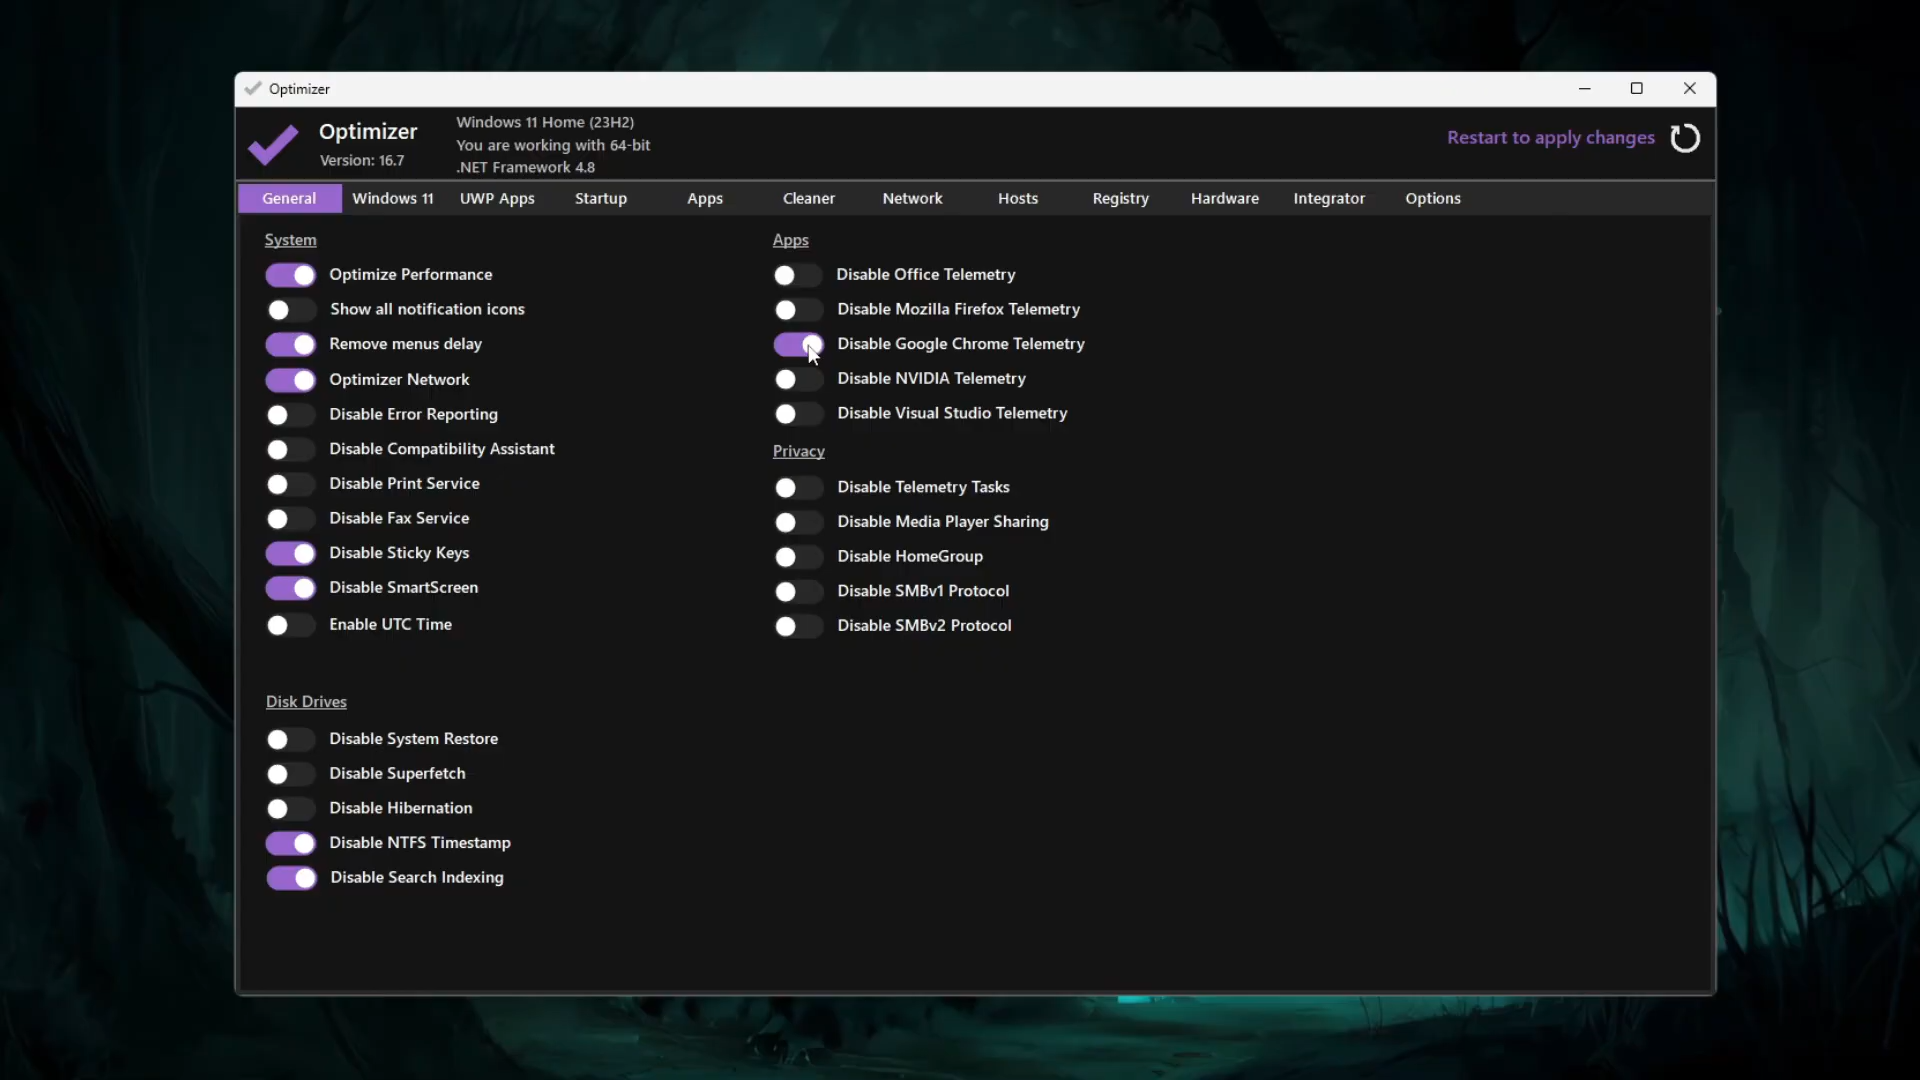 Optimizer
Optimizer
Version: 16.7
Windows 11 Home (23H2)
You are working with 64-bit
.NET Framework 4.8
Restart to apply changes
General
Windows 11
UWP Apps
Startup
Apps
Cleaner
Network
Hosts
Registry
Hardware
Integrator
Options
System
Optimize Performance
Show all notification icons
Remove menus delay
Optimizer Network
Disable Error Reporting
Disable Compatibility Assistant
Disable Print Service
Disable Fax Service
Disable Sticky Keys
Disable SmartScreen
Enable UTC Time
Disk Drives
Disable System Restore
Disable Superfetch
Disable Hibernation
Disable NTFS Timestamp
Disable Search Indexing
Apps
Disable Office Telemetry
Disable Mozilla Firefox Telemetry
Disable Google Chrome Telemetry
Disable NVIDIA Telemetry
Disable Visual Studio Telemetry
Privacy
Disable Telemetry Tasks
Disable Media Player Sharing
Disable HomeGroup
Disable SMBv1 Protocol
Disable SMBv2 Protocol